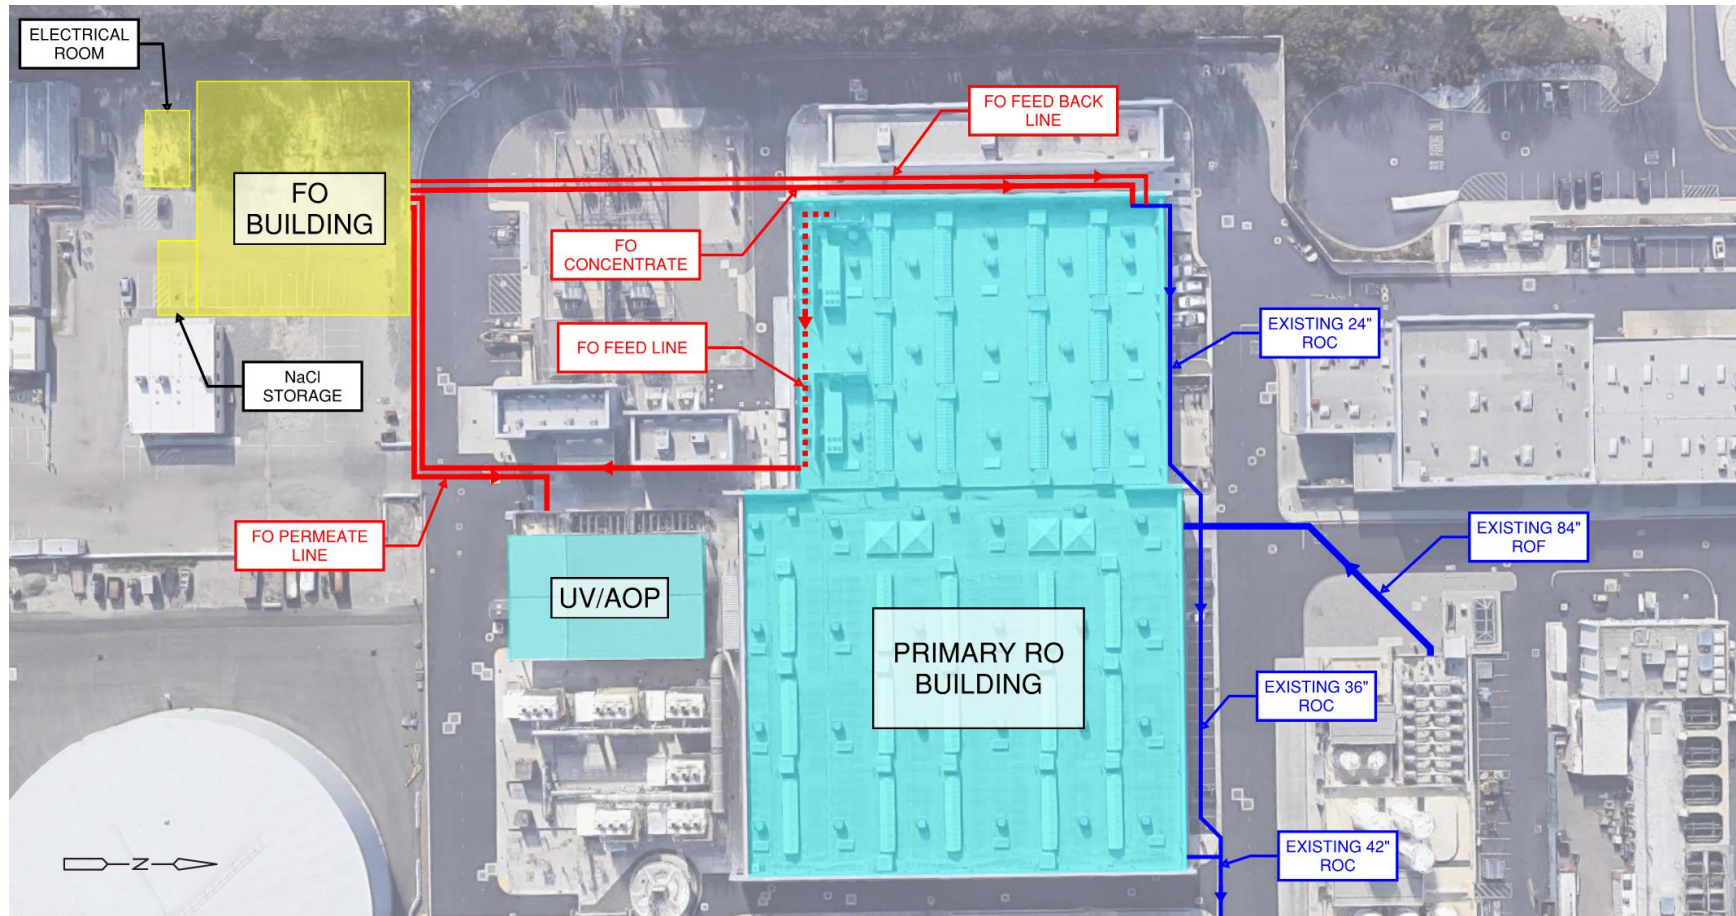 ELECTRICAL
ROOM
FO FEED BACK
LINE
FO
BUILDING
FO
CONCENTRATE
EXISTING 24"
ROC
FO FEED LINE
NaCl
STORAGE
EXISTING 84"
ROF
FO PERMEATE
LINE
UV/AOP
PRIMARY RO
BUILDING
EXISTING 36"
ROC
EXISTING 42"
ROC
N